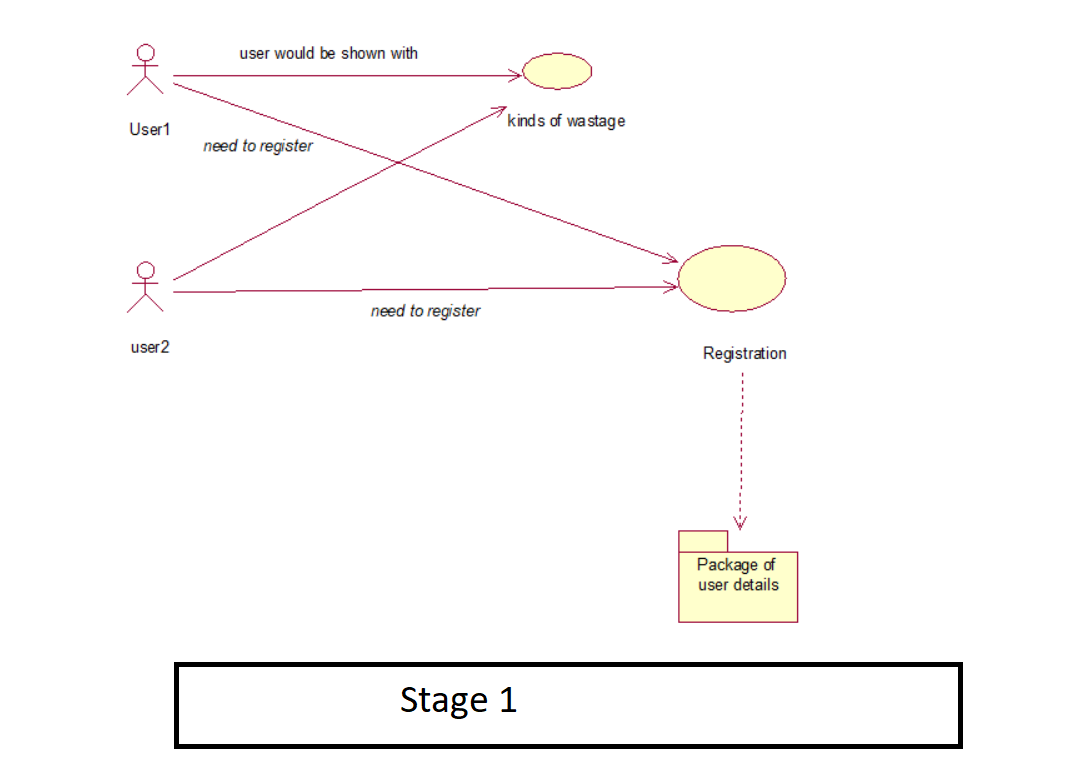 user would be shown with
kinds of wastage
User1
need to register
need to register
user2
Registration
Package of
user details
Stage 1